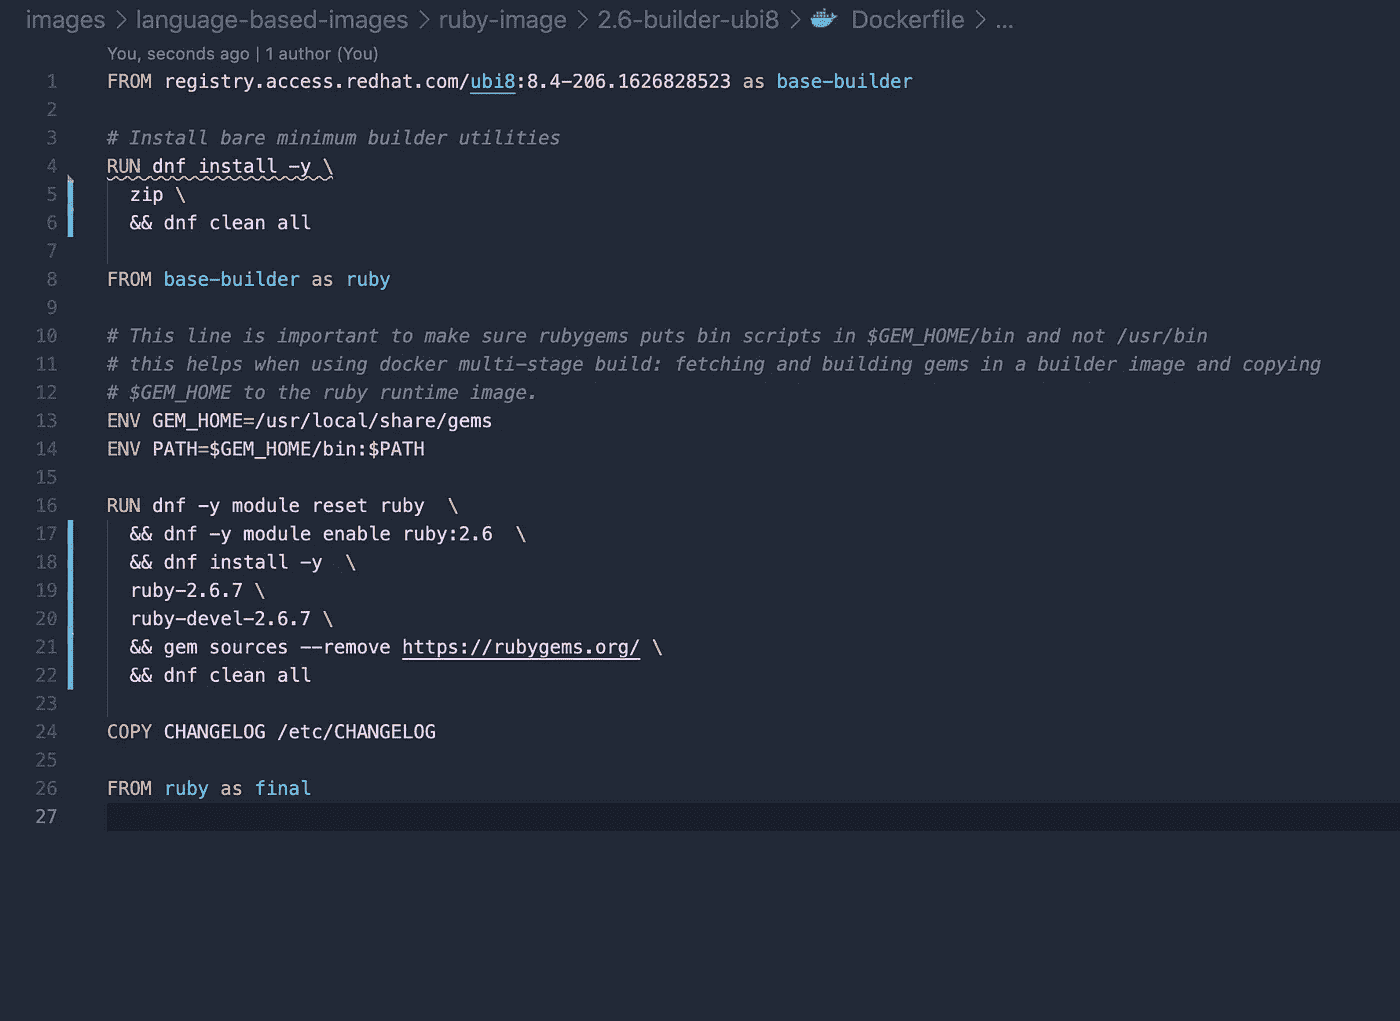 images > language-based-images > ruby-image > 2.6-builder-ubi8 > Dockerfile > ...
You, seconds ago | 1 author (You)
1 FROM registry.access.redhat.com/ubi8:8.4-206.1626828523 as base-builder
2
3 # Install bare minimum builder utilities
4 RUN dnf install -y \
5   zip \
6   && dnf clean all
7
8 FROM base-builder as ruby
9
10 # This line is important to make sure rubygems puts bin scripts in $GEM_HOME/bin and not /usr/bin
11 # this helps when using docker multi-stage build: fetching and building gems in a builder image and copying
12 # $GEM_HOME to the ruby runtime image.
13 ENV GEM_HOME=/usr/local/share/gems
14 ENV PATH=$GEM_HOME/bin:$PATH
15
16 RUN dnf -y module reset ruby  \
17   && dnf -y module enable ruby:2.6  \
18   && dnf install -y  \
19   ruby-2.6.7 \
20   ruby-devel-2.6.7 \
21   && gem sources --remove https://rubygems.org/ \
22   && dnf clean all
23
24 COPY CHANGELOG /etc/CHANGELOG
25
26 FROM ruby as final
27